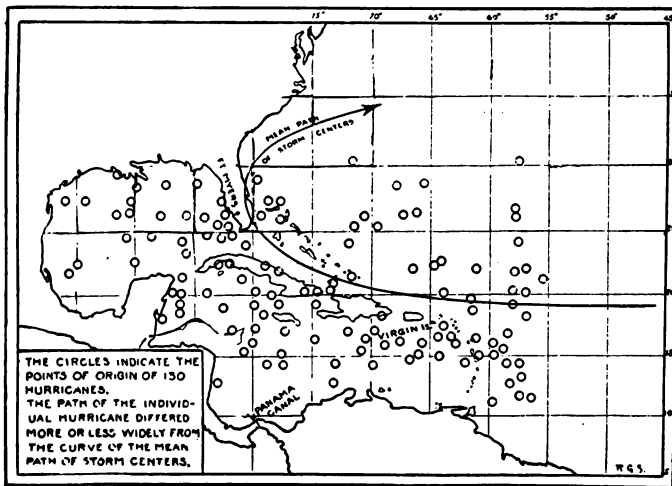 75° 70° 65° 60° 55° 50°
MEAN PATH
OF STORM CENTERS
FT MYERS
VIRGIN IS
PANAMA
CANAL
THE CIRCLES INDICATE THE
POINTS OF ORIGIN OF 130
HURRICANES.
THE PATH OF THE INDIVID-
UAL HURRICANE DIFFERED
MORE OR LESS WIDELY FROM
THE CURVE OF THE MEAN
PATH OF STORM CENTERS.
R.G.S.